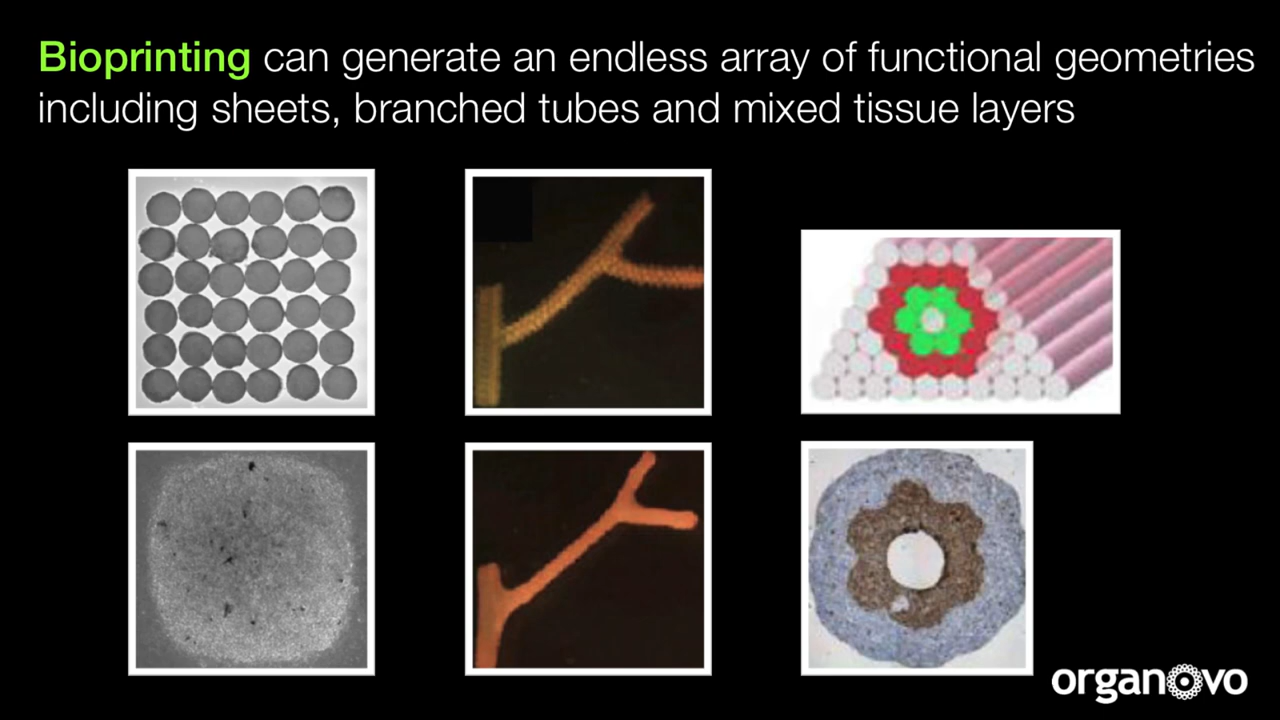 Bioprinting can generate an endless array of functional geometries
including sheets, branched tubes and mixed tissue layers
organovo